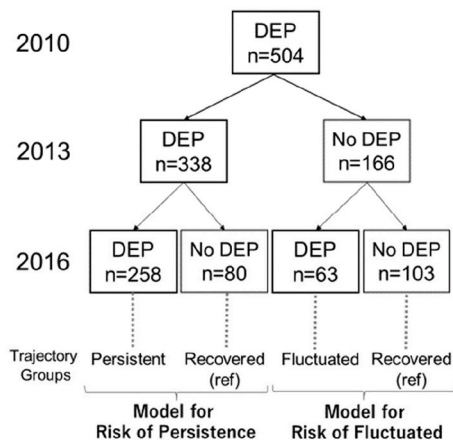 2010
DEP
n=504
2013
DEP
n=338
No DEP
n=166
2016
DEP
n=258
No DEP
n=80
DEP
n=63
No DEP
n=103
Trajectory
Groups
Persistent
Recovered
(ref)
Fluctuated
Recovered
(ref)
Model for
Risk of Persistence
Model for
Risk of Fluctuated